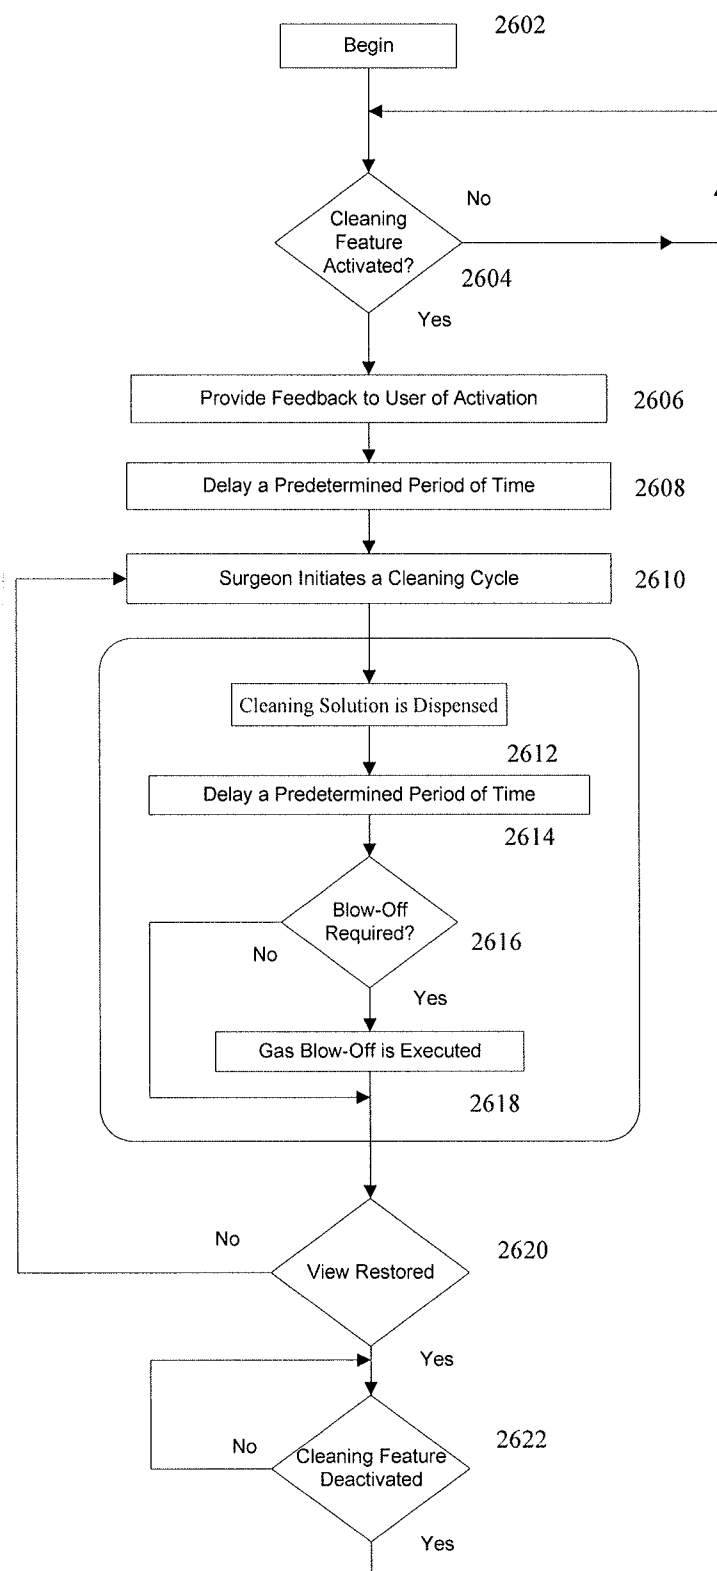 2602
Begin
No
Cleaning
Feature
Activated?
2604
Yes
Provide Feedback to User of Activation
2606
Delay a Predetermined Period of Time
2608
Surgeon Initiates a Cleaning Cycle
2610
Cleaning Solution is Dispensed
2612
Delay a Predetermined Period of Time
2614
Blow-Off
Required?
2616
No
Yes
Gas Blow-Off is Executed
2618
No
2620
View Restored
Yes
2622
No
Cleaning Feature
Deactivated
Yes